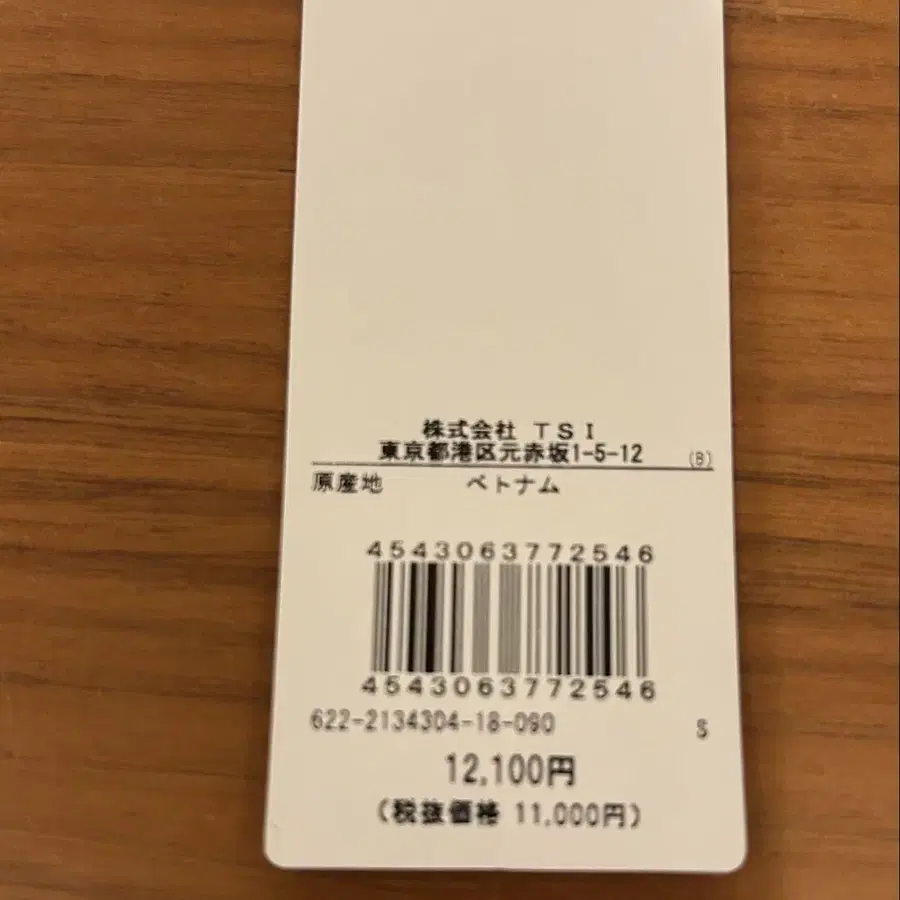 株式会社 TSI
東京都港区元赤坂1-5-12 (B)
原産地 ベトナム
4543063772546
4543063772546
622-2134304-18-090 S
12,100円
(税抜価格 11,000円)